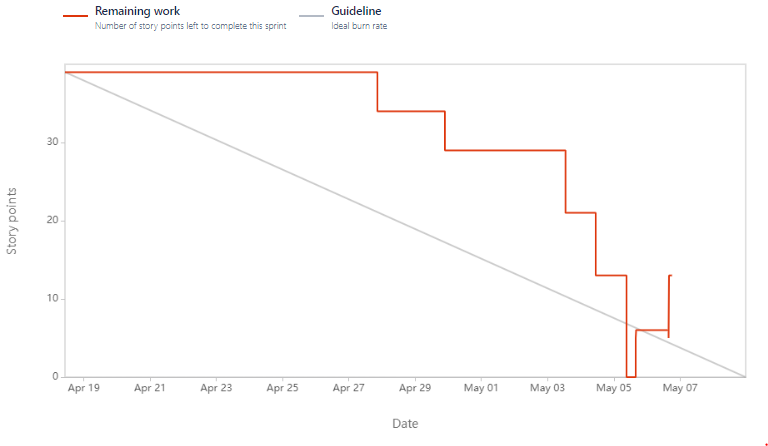 Remaining work
Number of story points left to complete this sprint
Guideline
Ideal burn rate
Story points
30
20
10
0
Apr 19 Apr 21 Apr 23 Apr 25 Apr 27 Apr 29 May 01 May 03 May 05 May 07
Date